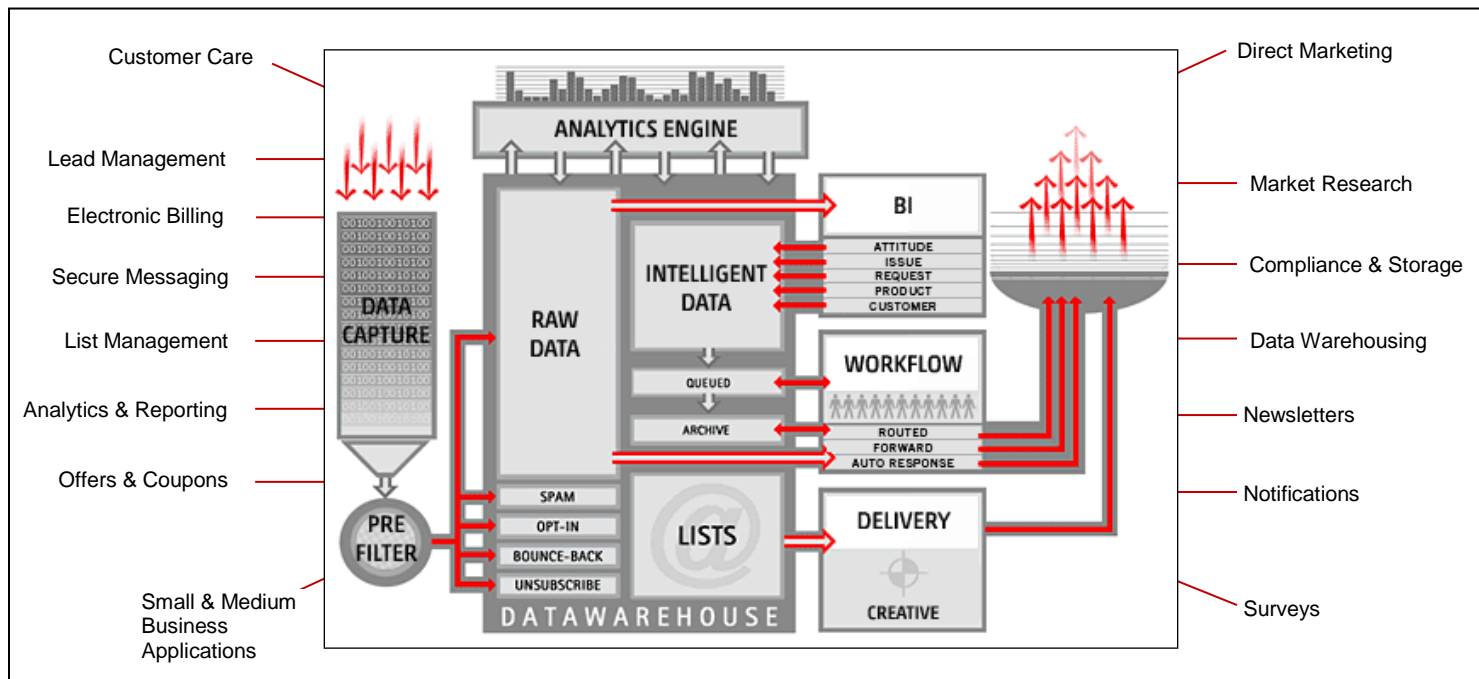 Customer Care
Lead Management
Electronic Billing
Secure Messaging
List Management
Analytics & Reporting
Offers & Coupons
Small & Medium
Business
Applications
ANALYTICS ENGINE
001001001010100
DATA
CAPTURE
PRE
FILTER
RAW
DATA
SPAM
OPT-IN
BOUNCE-BACK
UNSUBSCRIBE
INTELLIGENT
DATA
QUEUED
ARCHIVE
LISTS
@
DATAWAREHOUSE
BI
ATTITUDE
ISSUE
REQUEST
PRODUCT
CUSTOMER
WORKFLOW
ROUTED
FORWARD
AUTO RESPONSE
DELIVERY
CREATIVE
Direct Marketing
Market Research
Compliance & Storage
Data Warehousing
Newsletters
Notifications
Surveys